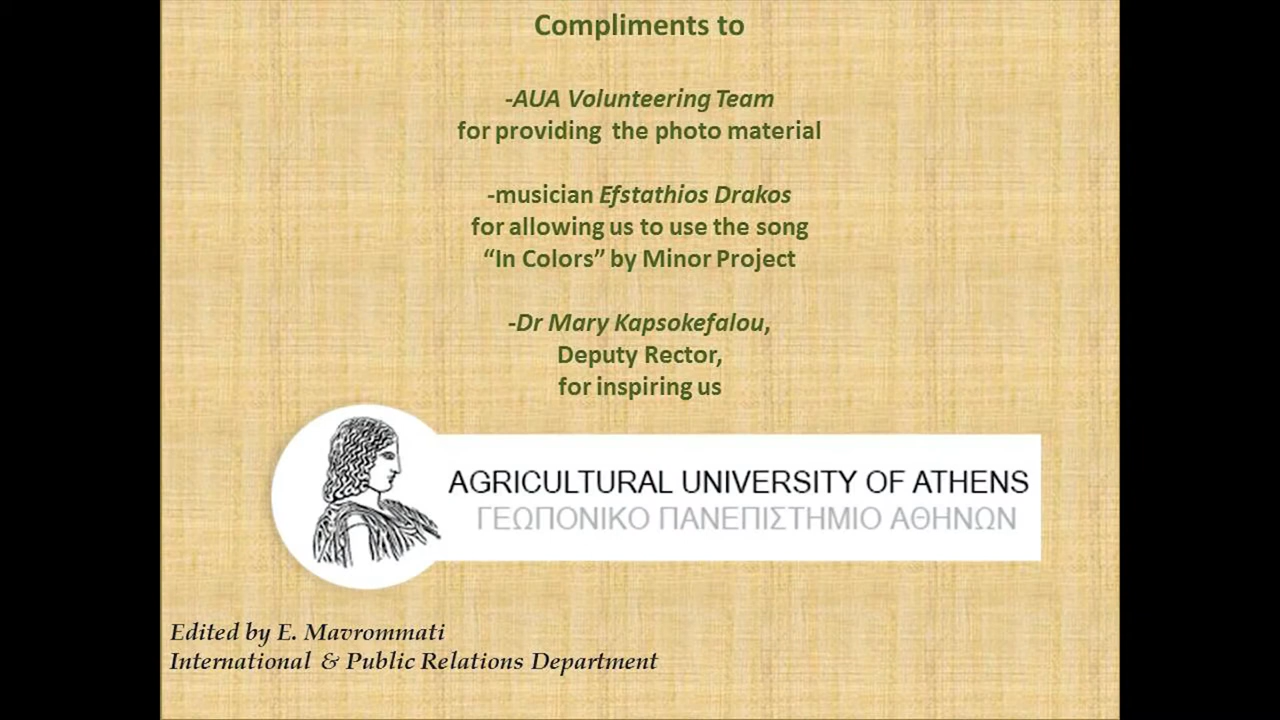 Compliments to
-AUA Volunteering Team
for providing the photo material
-musician Efstathios Drakos
for allowing us to use the song
“In Colors” by Minor Project
-Dr Mary Kapsokefalou,
Deputy Rector,
for inspiring us
AGRICULTURAL UNIVERSITY OF ATHENS
ΓΕΩΠΟΝΙΚΟ ΠΑΝΕΠΙΣΤΗΜΙΟ ΑΘΗΝΩΝ
Edited by E. Mavrommati
International & Public Relations Department